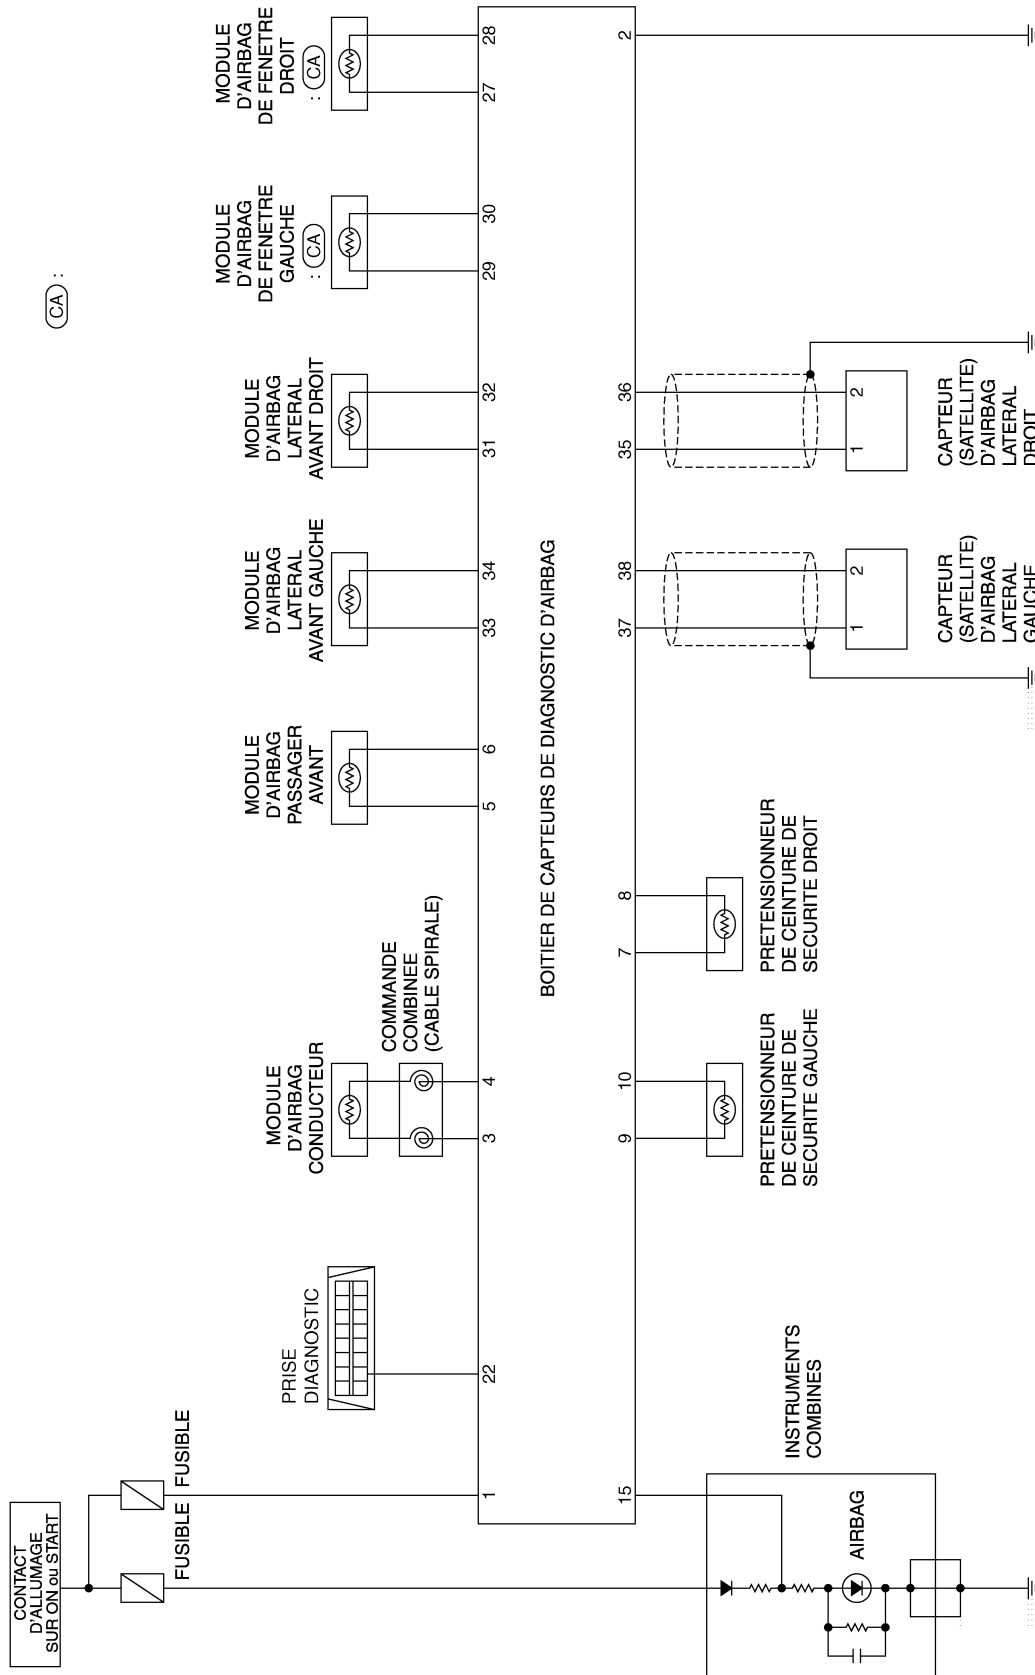 CONTACT
D'ALLUMAGE
SUR ON ou START
FUSIBLE
FUSIBLE
PRISE
DIAGNOSTIC
MODULE
D'AIRBAG
CONDUCTEUR
COMMANDE
COMBINEE
(CABLE SPIRALE)
MODULE
D'AIRBAG
PASSAGER
AVANT
MODULE
D'AIRBAG
LATERAL
AVANT GAUCHE
MODULE
D'AIRBAG
LATERAL
AVANT DROIT
CA :
MODULE
D'AIRBAG
DE FENETRE
GAUCHE
: CA
MODULE
D'AIRBAG
DE FENETRE
DROIT
: CA
1
22
3
4
5
6
33
34
31
32
29
30
27
28
BOITIER DE CAPTEURS DE DIAGNOSTIC D'AIRBAG
15
9
10
7
8
37
38
35
36
2
INSTRUMENTS
COMBINES
AIRBAG
PRETENSIONNEUR
DE CEINTURE DE
SECURITE GAUCHE
PRETENSIONNEUR
DE CEINTURE DE
SECURITE DROIT
1
2
CAPTEUR
(SATELLITE)
D'AIRBAG
LATERAL
GAUCHE
1
2
CAPTEUR
(SATELLITE)
D'AIRBAG
LATERAL
DROIT